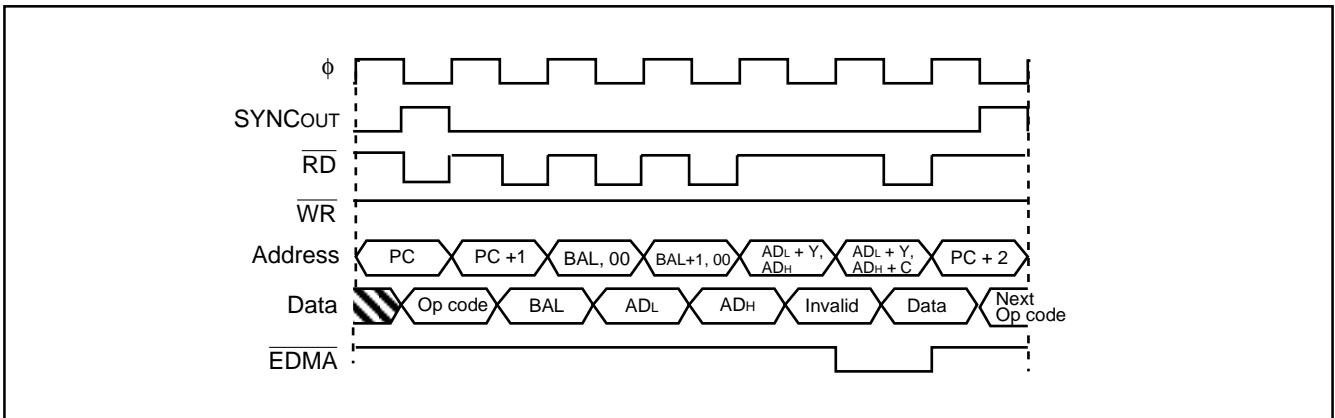 ϕ
SYNCOUT
RD
WR
Address PC PC +1 BAL, 00 BAL+1, 00 ADL + Y, ADH ADL + Y, ADH + C PC + 2
Data Op code BAL ADL ADH Invalid Data Next Op code
EDMA